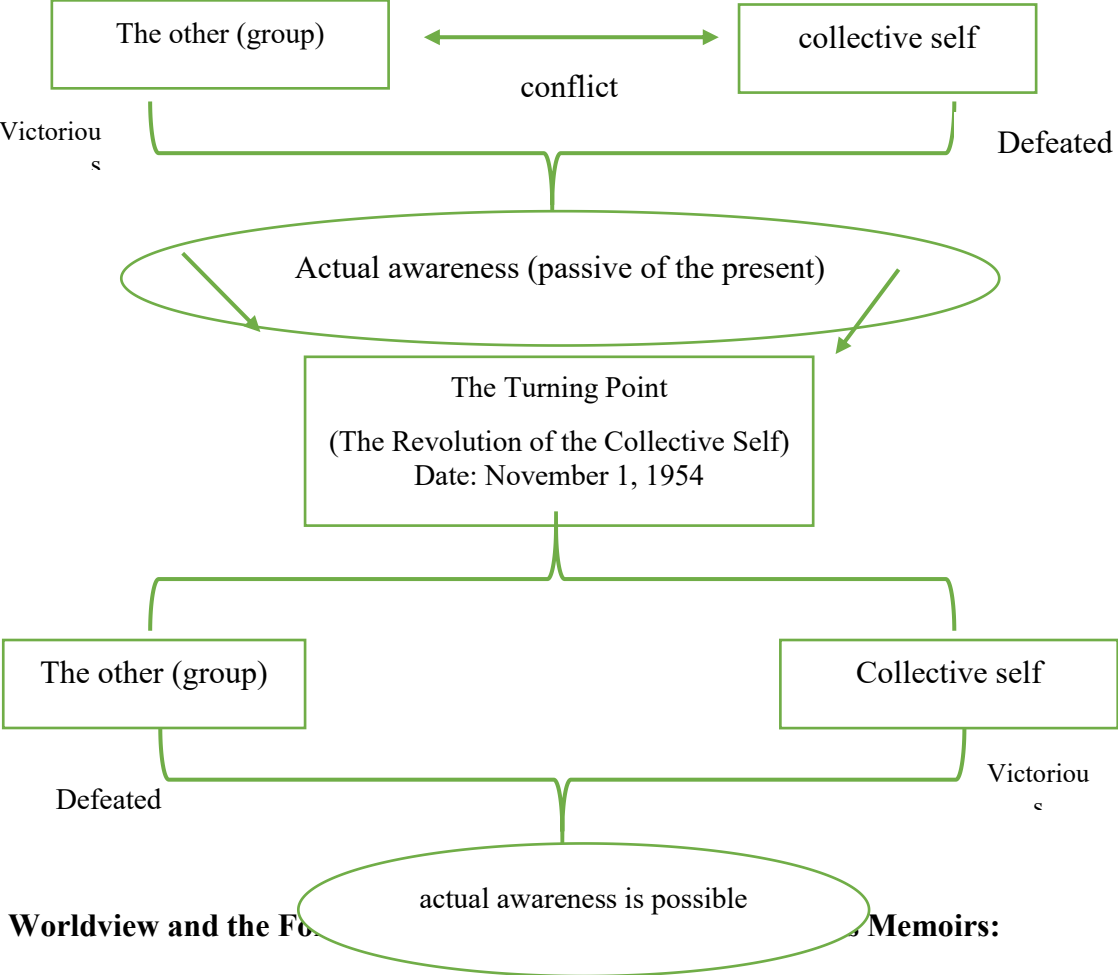 The other (group)
collective self
conflict
Victoriou
s
Defeated
Actual awareness (passive of the present)
The Turning Point
(The Revolution of the Collective Self)
Date: November 1, 1954
The other (group)
Collective self
Defeated
Victoriou
s
actual awareness is possible
Worldview and the Memoirs: